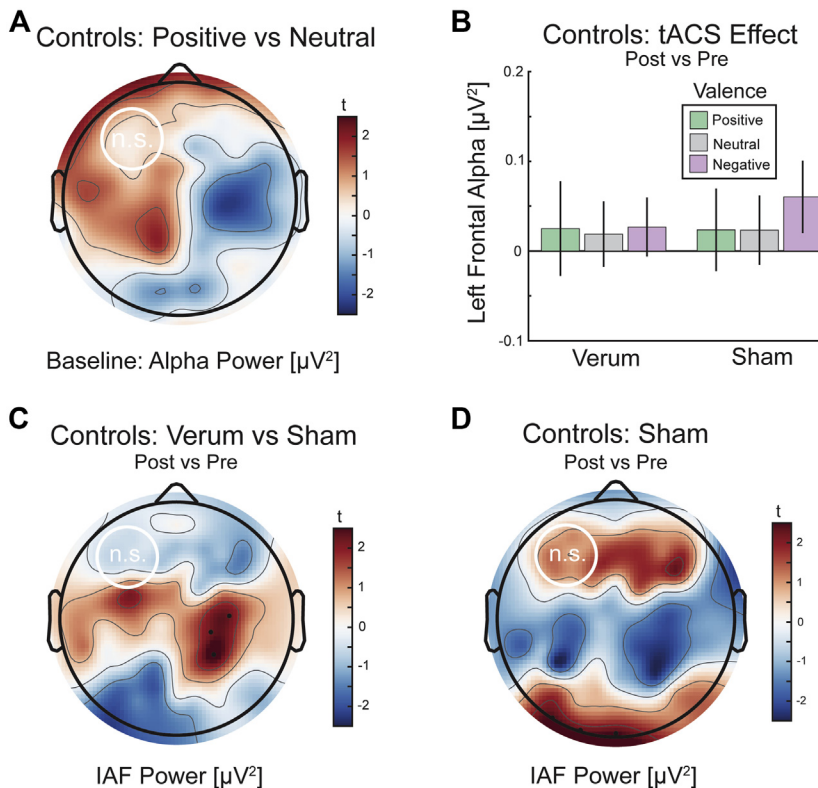 A
Controls: Positive vs Neutral
n.s.
t
2
1
0
-1
-2
Baseline: Alpha Power [µV²]
B
Controls: tACS Effect
Post vs Pre
Left Frontal Alpha [µV²]
0.2
0.1
0
-0.1
Valence
Positive
Neutral
Negative
Verum
Sham
C
Controls: Verum vs Sham
Post vs Pre
n.s.
t
2
1
0
-1
-2
IAF Power [µV²]
D
Controls: Sham
Post vs Pre
n.s.
t
2
1
0
-1
-2
IAF Power [µV²]